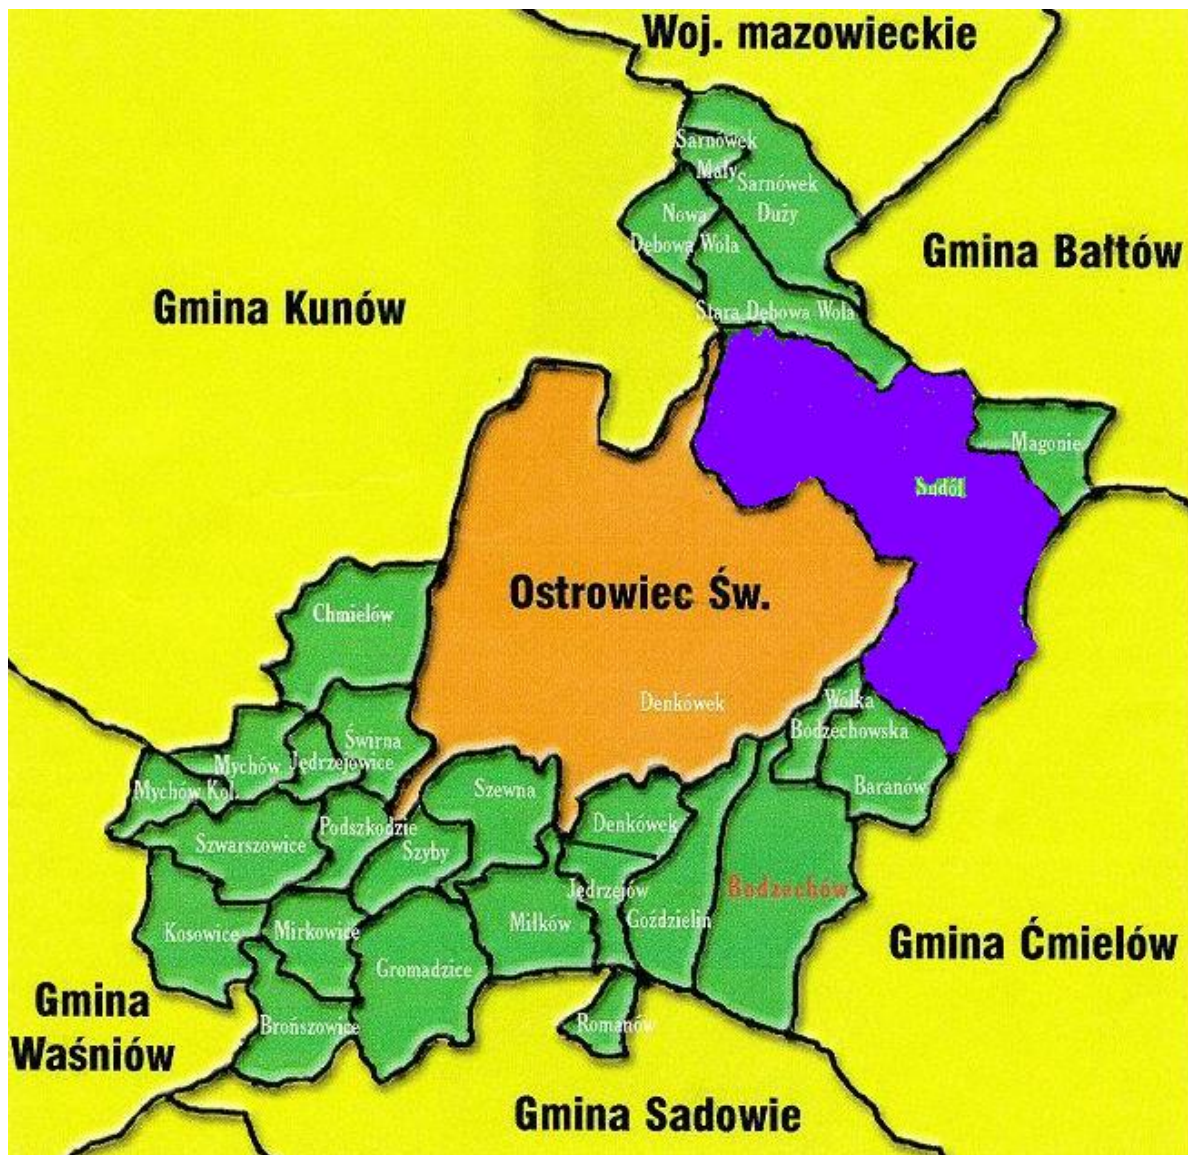 Woj. mazowieckie
Sarnówek
Mały
Sarnówek
Duży
Nowa
Dębowa Wola
Gmina Bałtów
Gmina Kunów
Stara Dębowa Wola
Magonie
Sudół
Ostrowiec Św.
Chmielów
Denkówek
Wólka
Bodzechowska
Świrna
Mychów
Jędrzejowice
Mychów Kol.
Szewna
Baranów
Podszkodzie
Denkówek
Szwarszowice
Szyby
Jędrzejów
Bodzechów
Kosowice
Mirkowice
Miłków
Goździelin
Gmina Ćmielów
Gromadzice
Gmina
Waśniów
Brońszowice
Romanów
Gmina Sadowie